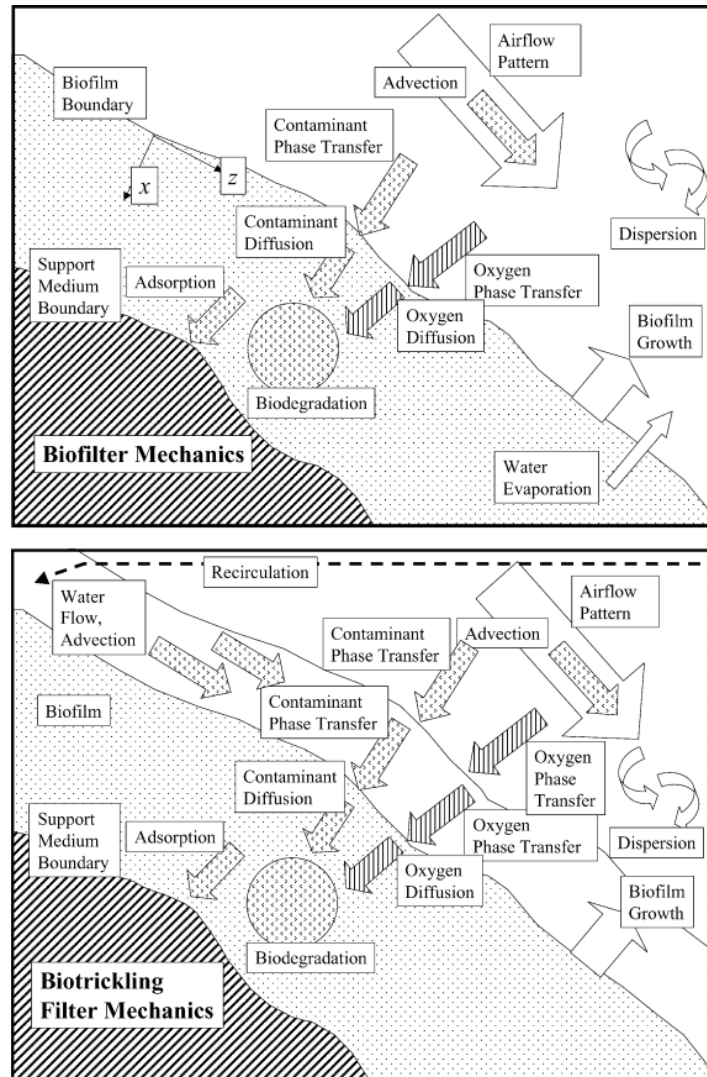 Airflow
Pattern
Biofilm
Boundary
Advection
Contaminant
Phase Transfer
x
z
Contaminant
Diffusion
Dispersion
Support
Medium
Boundary
Adsorption
Oxygen
Phase Transfer
Oxygen
Diffusion
Biofilm
Growth
Biodegradation
Biofilter Mechanics
Water
Evaporation
Recirculation
Water
Flow,
Advection
Airflow
Pattern
Contaminant
Phase Transfer
Advection
Biofilm
Contaminant
Phase Transfer
Contaminant
Diffusion
Oxygen
Phase
Transfer
Support
Medium
Boundary
Adsorption
Oxygen
Phase Transfer
Dispersion
Oxygen
Diffusion
Biofilm
Growth
Biodegradation
Biotrickling
Filter Mechanics